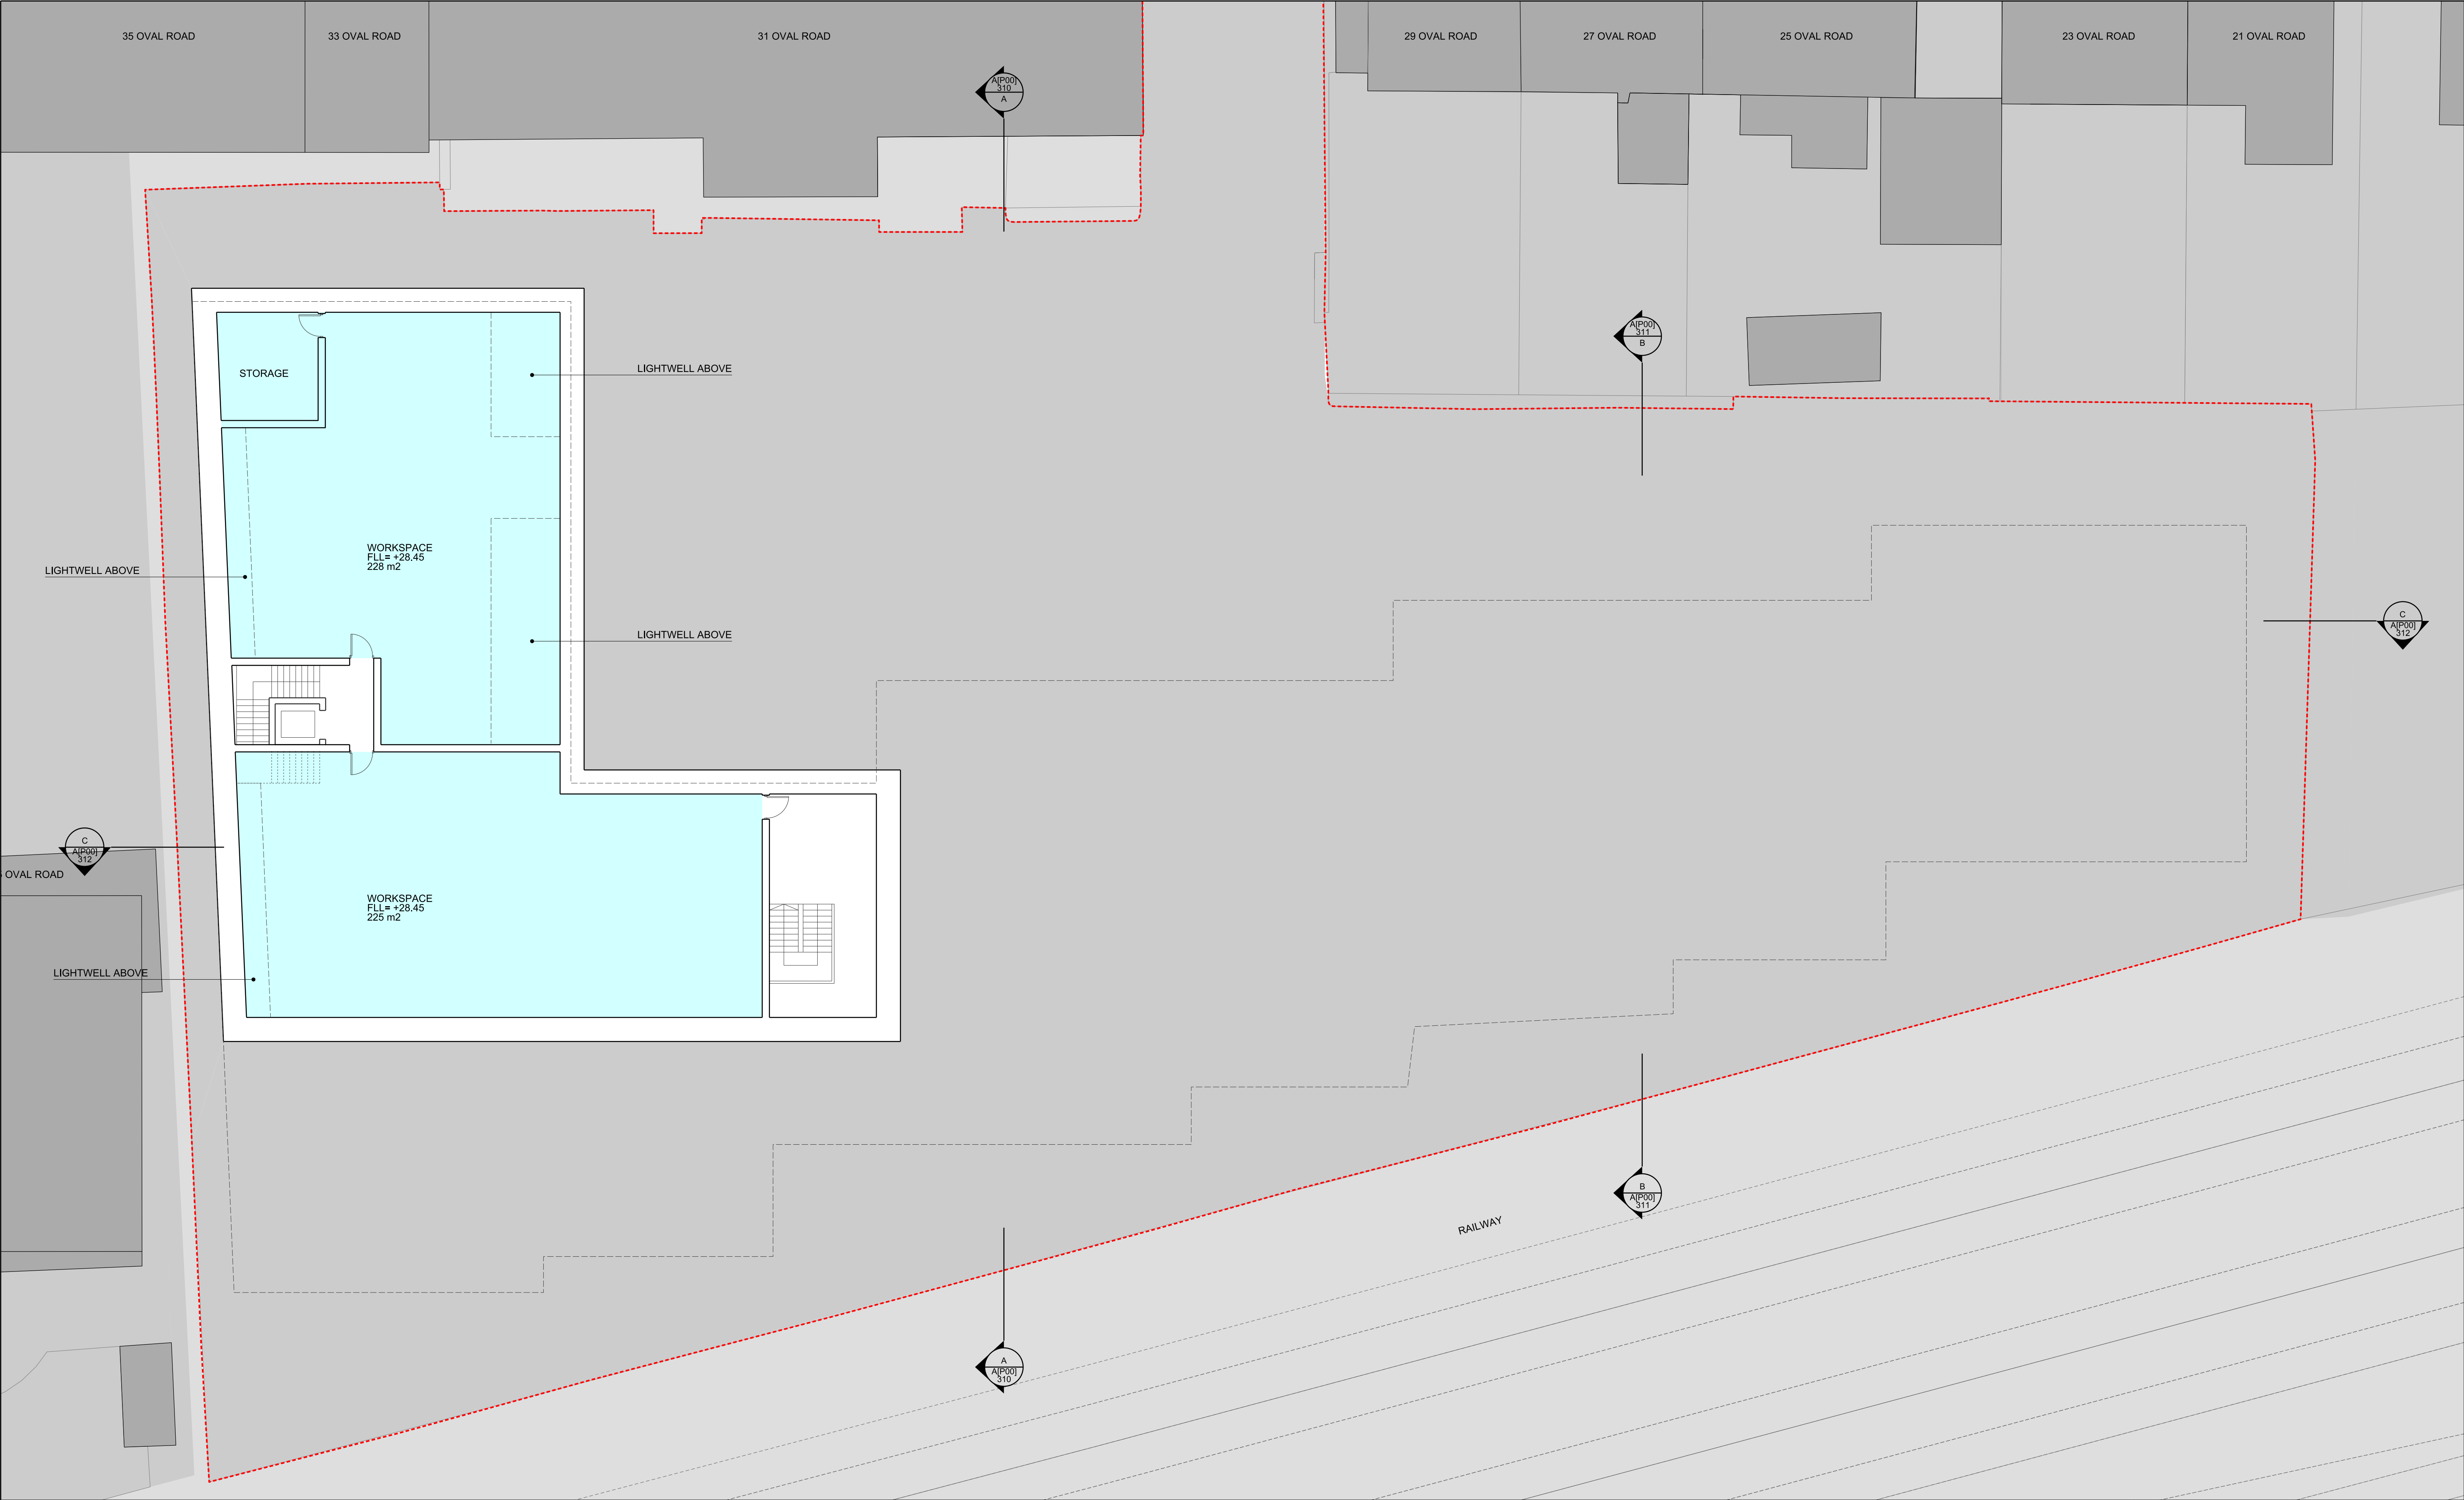 35 OVAL ROAD
33 OVAL ROAD
31 OVAL ROAD
29 OVAL ROAD
27 OVAL ROAD
25 OVAL ROAD
23 OVAL ROAD
21 OVAL ROAD
A[P00]
310
A
A[P00]
311
B
STORAGE
LIGHTWELL ABOVE
WORKSPACE
FLL= +28.45
228 m2
LIGHTWELL ABOVE
LIGHTWELL ABOVE
C
A[P00]
312
C
A[P00]
312
OVAL ROAD
WORKSPACE
FLL= +28.45
225 m2
LIGHTWELL ABOVE
B
A[P00]
311
RAILWAY
A
A[P00]
310